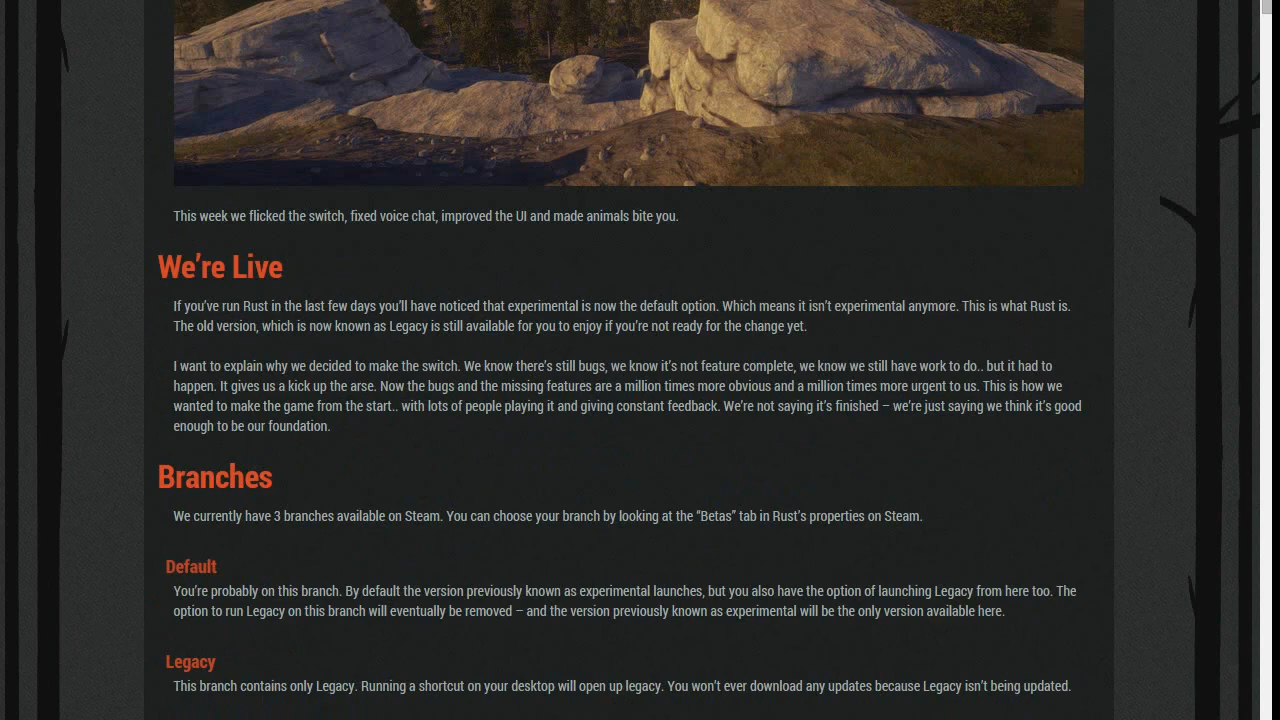 This week we flicked the switch, fixed voice chat, improved the UI and made animals bite you.
We’re Live
If you’ve run Rust in the last few days you’ll have noticed that experimental is now the default option. Which means it isn’t experimental anymore. This is what Rust is.
The old version, which is now known as Legacy is still available for you to enjoy if you’re not ready for the change yet.
I want to explain why we decided to make the switch. We know there’s still bugs, we know it’s not feature complete, we know we still have work to do.. but it had to
happen. It gives us a kick up the arse. Now the bugs and the missing features are a million times more obvious and a million times more urgent to us. This is how we
wanted to make the game from the start.. with lots of people playing it and giving constant feedback. We’re not saying it’s finished – we’re just saying we think it’s good
enough to be our foundation.
Branches
We currently have 3 branches available on Steam. You can choose your branch by looking at the “Betas” tab in Rust’s properties on Steam.
Default
You’re probably on this branch. By default the version previously known as experimental launches, but you also have the option of launching Legacy from here too. The
option to run Legacy on this branch will eventually be removed – and the version previously known as experimental will be the only version available here.
Legacy
This branch contains only Legacy. Running a shortcut on your desktop will open up legacy. You won’t ever download any updates because Legacy isn’t being updated.